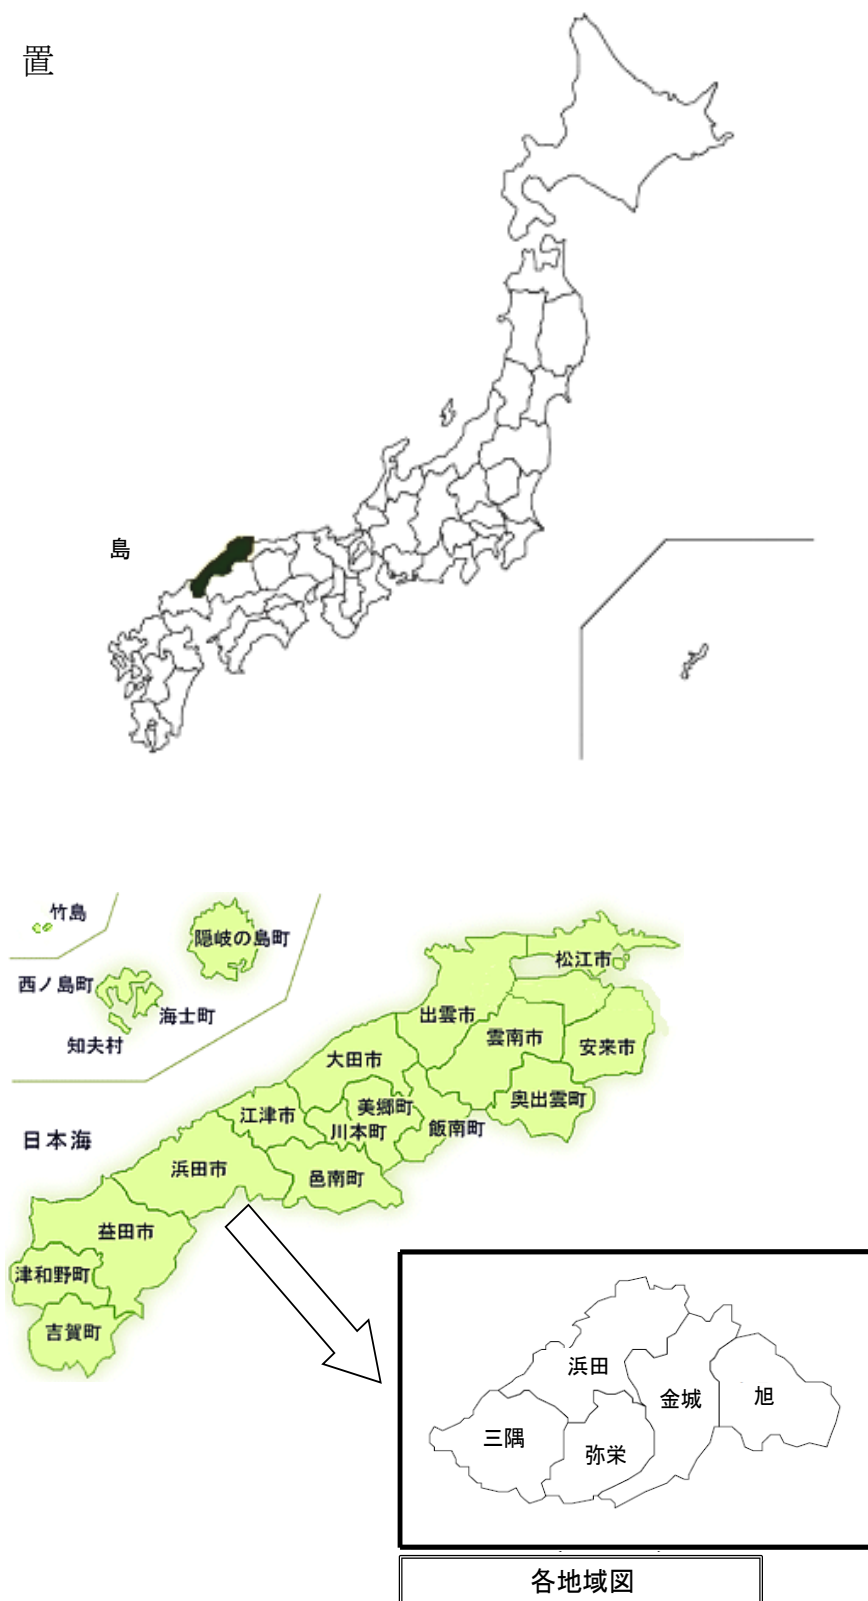 置
島
竹島
隠岐の島町
西ノ島町
海士町
知夫村
松江市
出雲市
雲南市
安来市
大田市
奥出雲町
美郷町
江津市
川本町
飯南町
日本海
浜田市
邑南町
益田市
津和野町
吉賀町
浜田
金城
旭
三隅
弥栄
各地域図